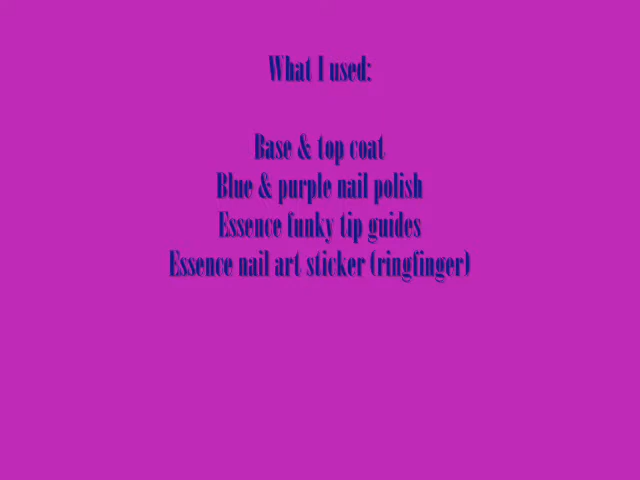 What I used:
Base & top coat
Blue & purple nail polish
Essence funky tip guides
Essence nail art sticker (ringfinger)